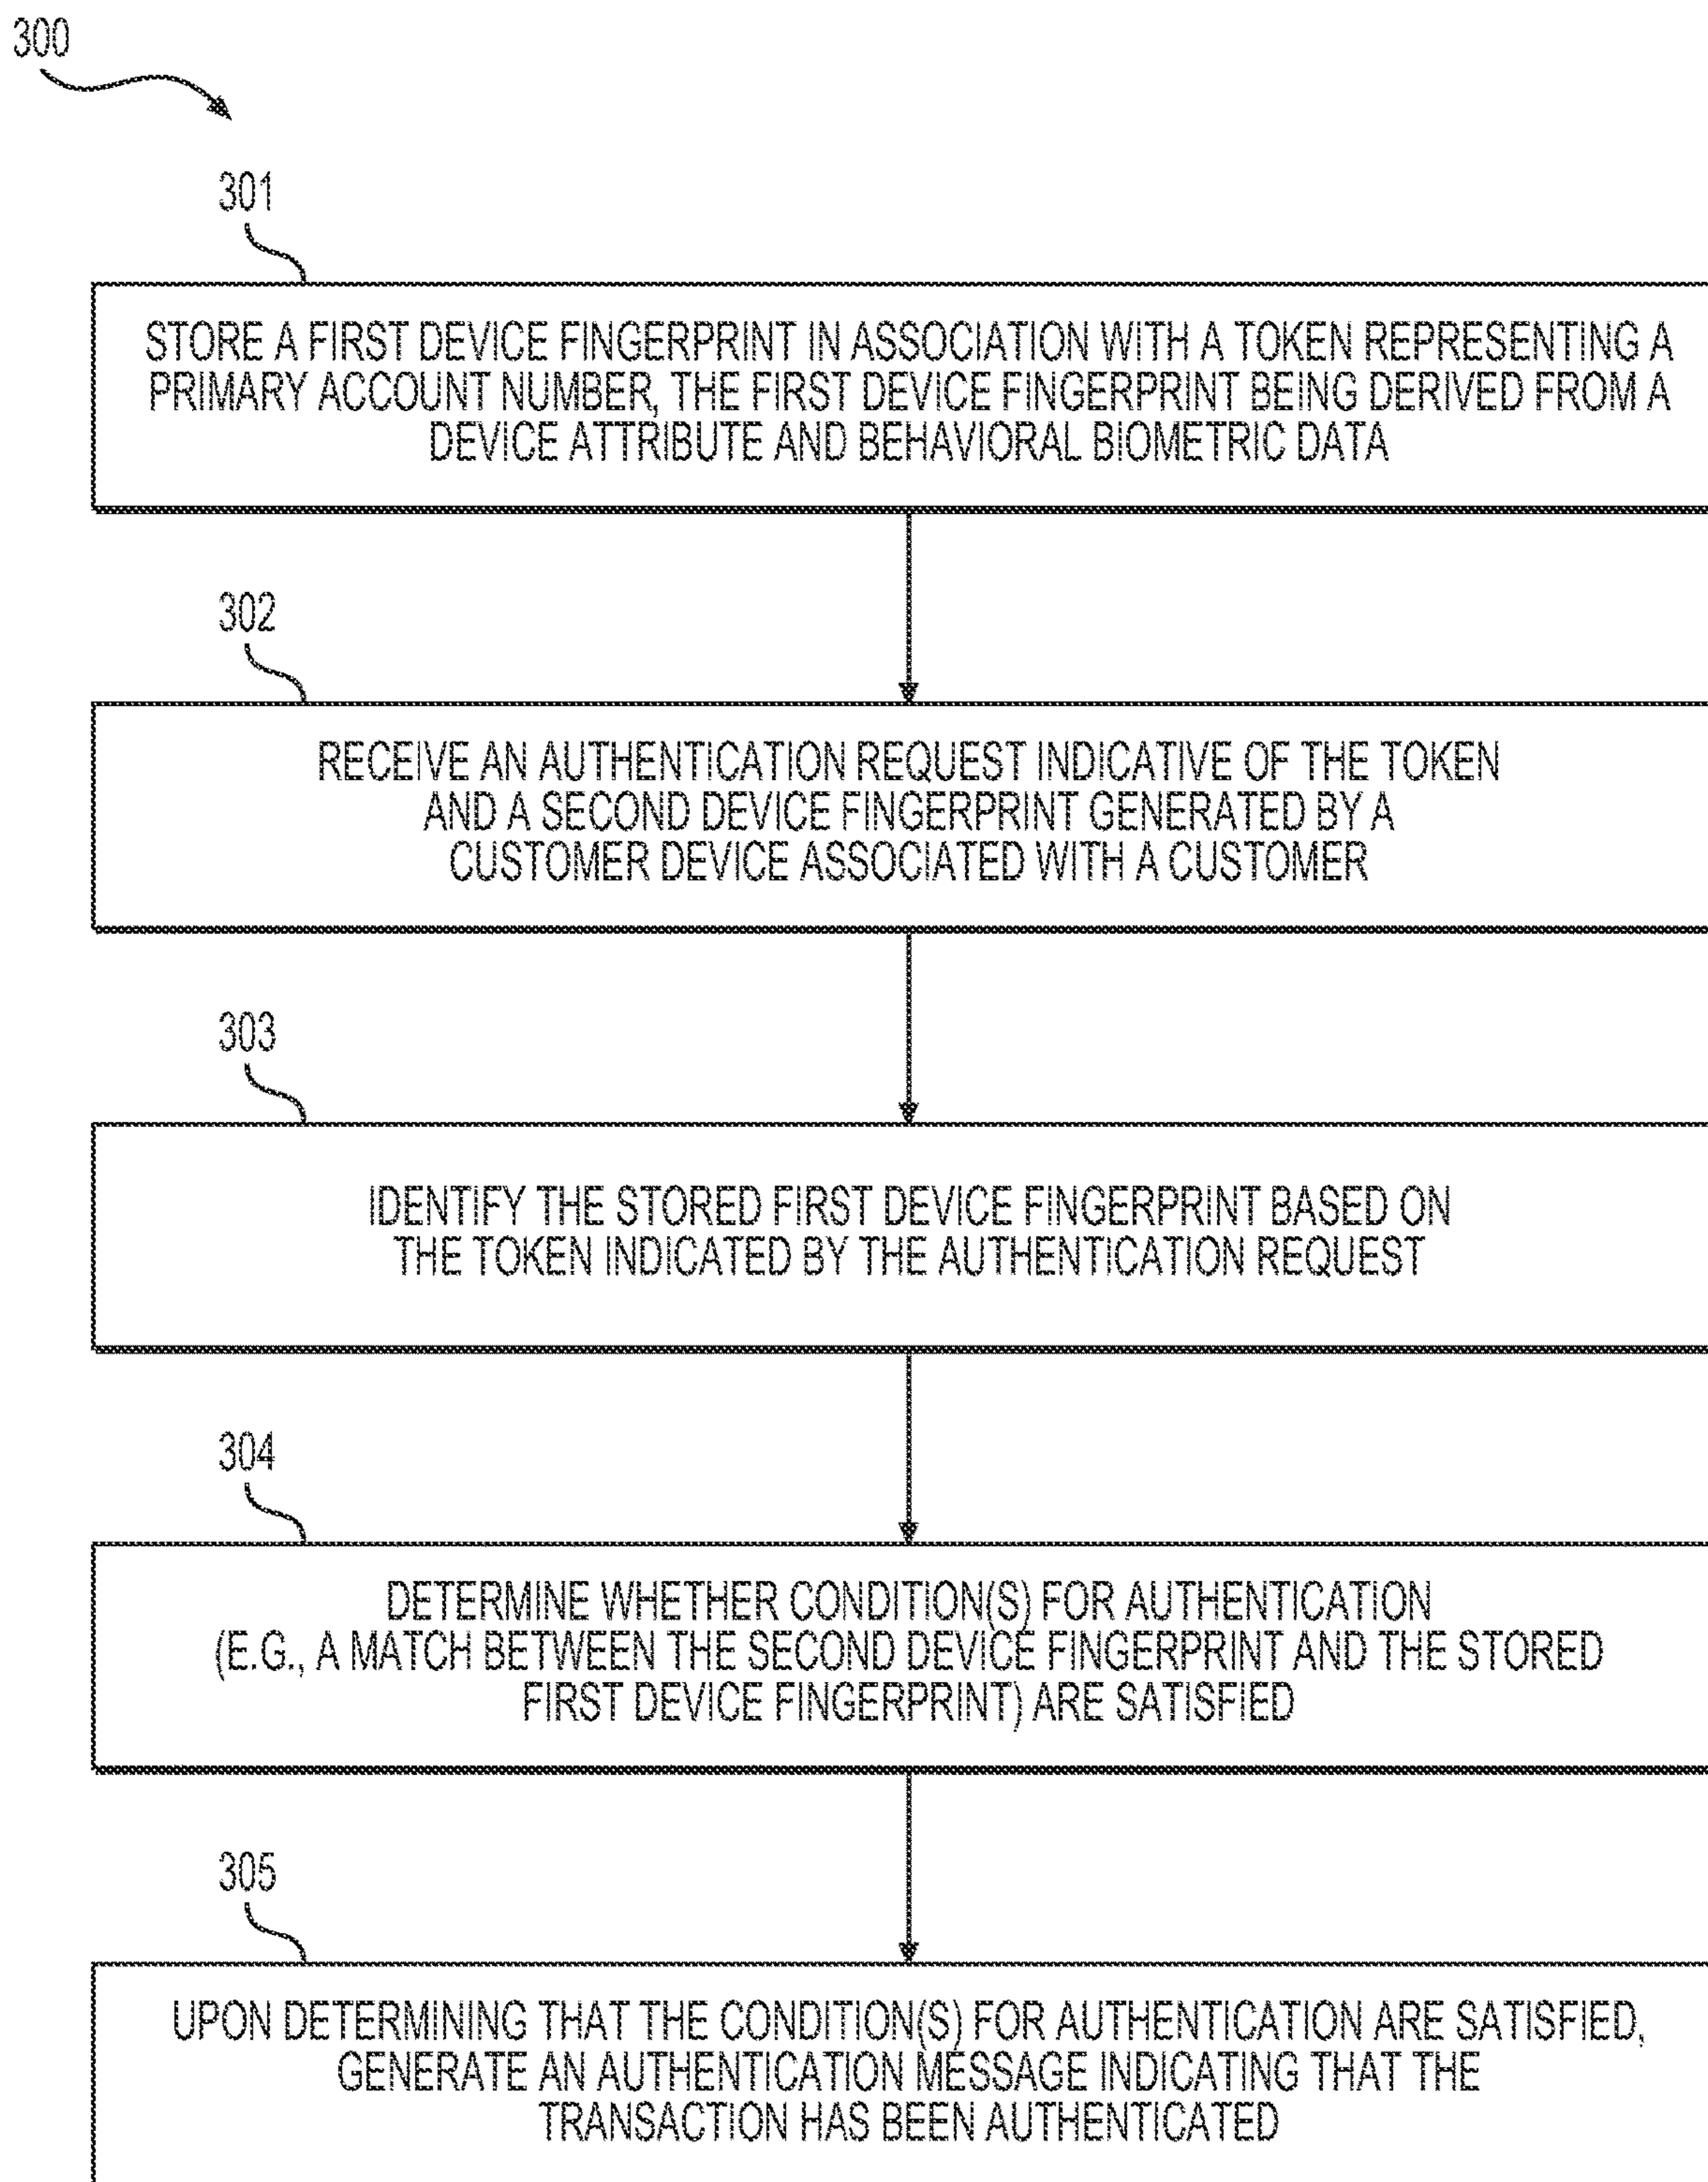 300
301
STORE A FIRST DEVICE FINGERPRINT IN ASSOCIATION WITH A TOKEN REPRESENTING A
PRIMARY ACCOUNT NUMBER, THE FIRST DEVICE FINGERPRINT BEING DERIVED FROM A
DEVICE ATTRIBUTE AND BEHAVIORAL BIOMETRIC DATA
302
RECEIVE AN AUTHENTICATION REQUEST INDICATIVE OF THE TOKEN
AND A SECOND DEVICE FINGERPRINT GENERATED BY A
CUSTOMER DEVICE ASSOCIATED WITH A CUSTOMER
303
IDENTIFY THE STORED FIRST DEVICE FINGERPRINT BASED ON
THE TOKEN INDICATED BY THE AUTHENTICATION REQUEST
304
DETERMINE WHETHER CONDITION(S) FOR AUTHENTICATION
(E.G., A MATCH BETWEEN THE SECOND DEVICE FINGERPRINT AND THE STORED
FIRST DEVICE FINGERPRINT) ARE SATISFIED
305
UPON DETERMINING THAT THE CONDITION(S) FOR AUTHENTICATION ARE SATISFIED,
GENERATE AN AUTHENTICATION MESSAGE INDICATING THAT THE
TRANSACTION HAS BEEN AUTHENTICATED